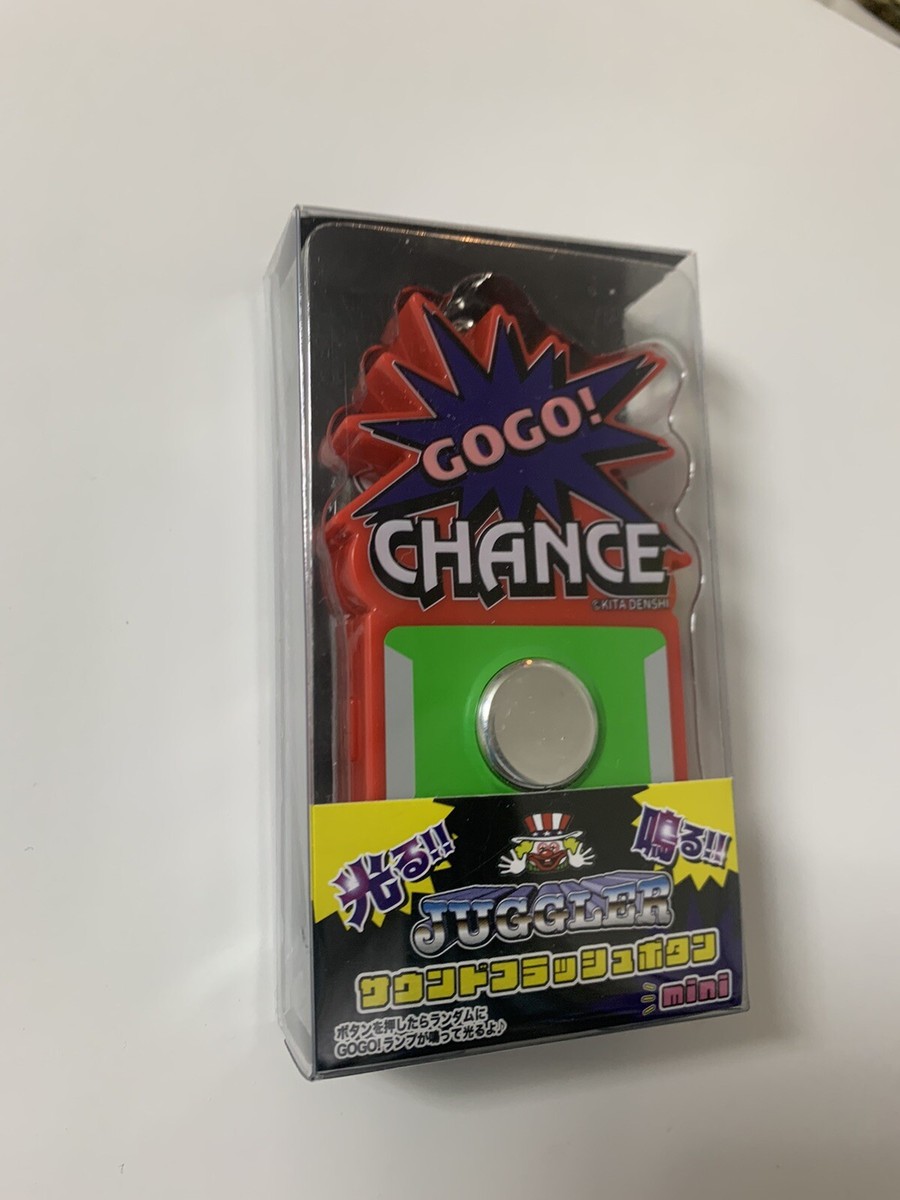 GOGO!
CHANCE
©KITA DENSHI
光る!!
鳴る!!!
JUGGLER
サウンドフラッシュボタン
mini
ボタンを押したらランダムに
GOGO!ランプが鳴って光るよ♪